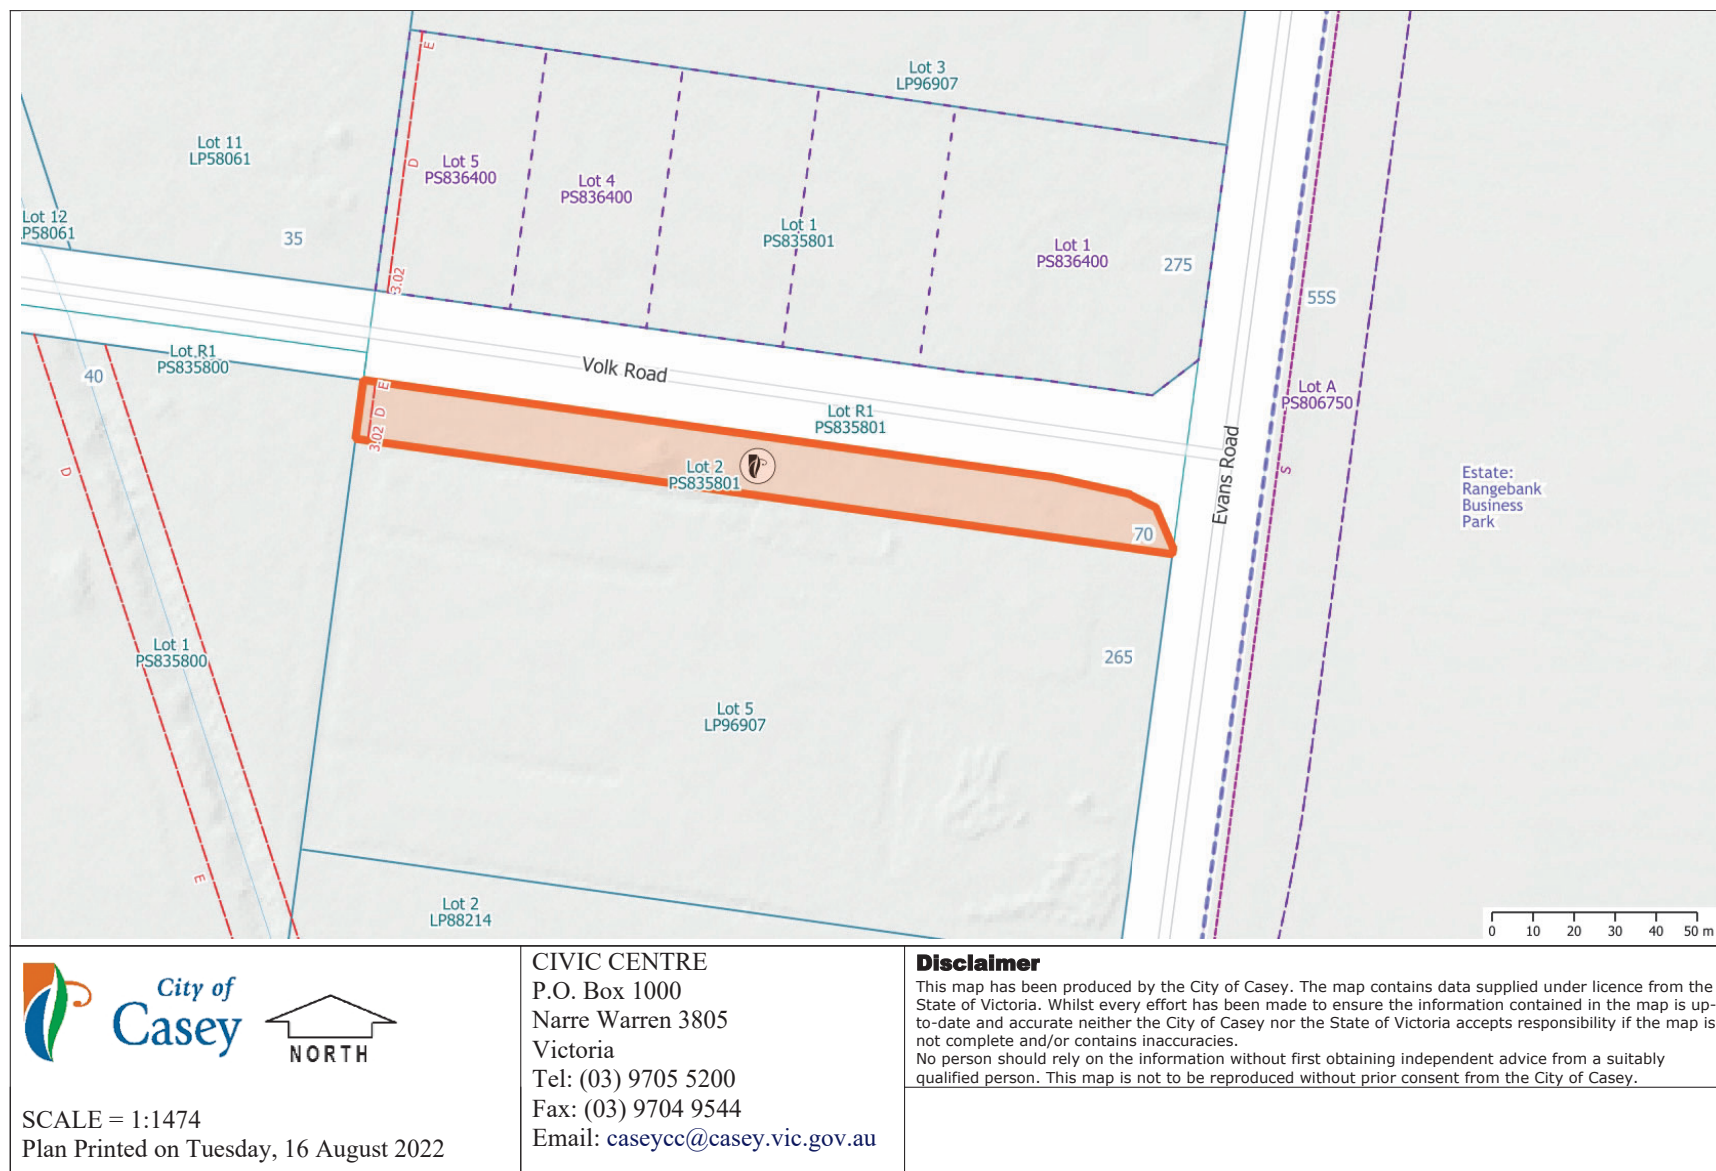 Lot 3
LP96907
E
Lot 11
LP58061
D
Lot 5
PS836400
Lot 4
PS836400
Lot 12
P58061
35
Lot 1
PS835801
Lot 1
PS836400
275
3.02
55S
Lot R1
PS835800
40
Volk Road
E
D
3.02
Lot R1
PS835801
Lot A
PS806750
Evans Road
S
Lot 2
PS835801
70
Estate:
Rangebank
Business
Park
D
Lot 1
PS835800
265
Lot 5
LP96907
E
Lot 2
LP88214
0 10 20 30 40 50 m
City of
Casey
NORTH
SCALE = 1:1474
Plan Printed on Tuesday, 16 August 2022
CIVIC CENTRE
P.O. Box 1000
Narre Warren 3805
Victoria
Tel: (03) 9705 5200
Fax: (03) 9704 9544
Email: caseycc@casey.vic.gov.au
Disclaimer
This map has been produced by the City of Casey. The map contains data supplied under licence from the
State of Victoria. Whilst every effort has been made to ensure the information contained in the map is up-
to-date and accurate neither the City of Casey nor the State of Victoria accepts responsibility if the map is
not complete and/or contains inaccuracies.
No person should rely on the information without first obtaining independent advice from a suitably
qualified person. This map is not to be reproduced without prior consent from the City of Casey.